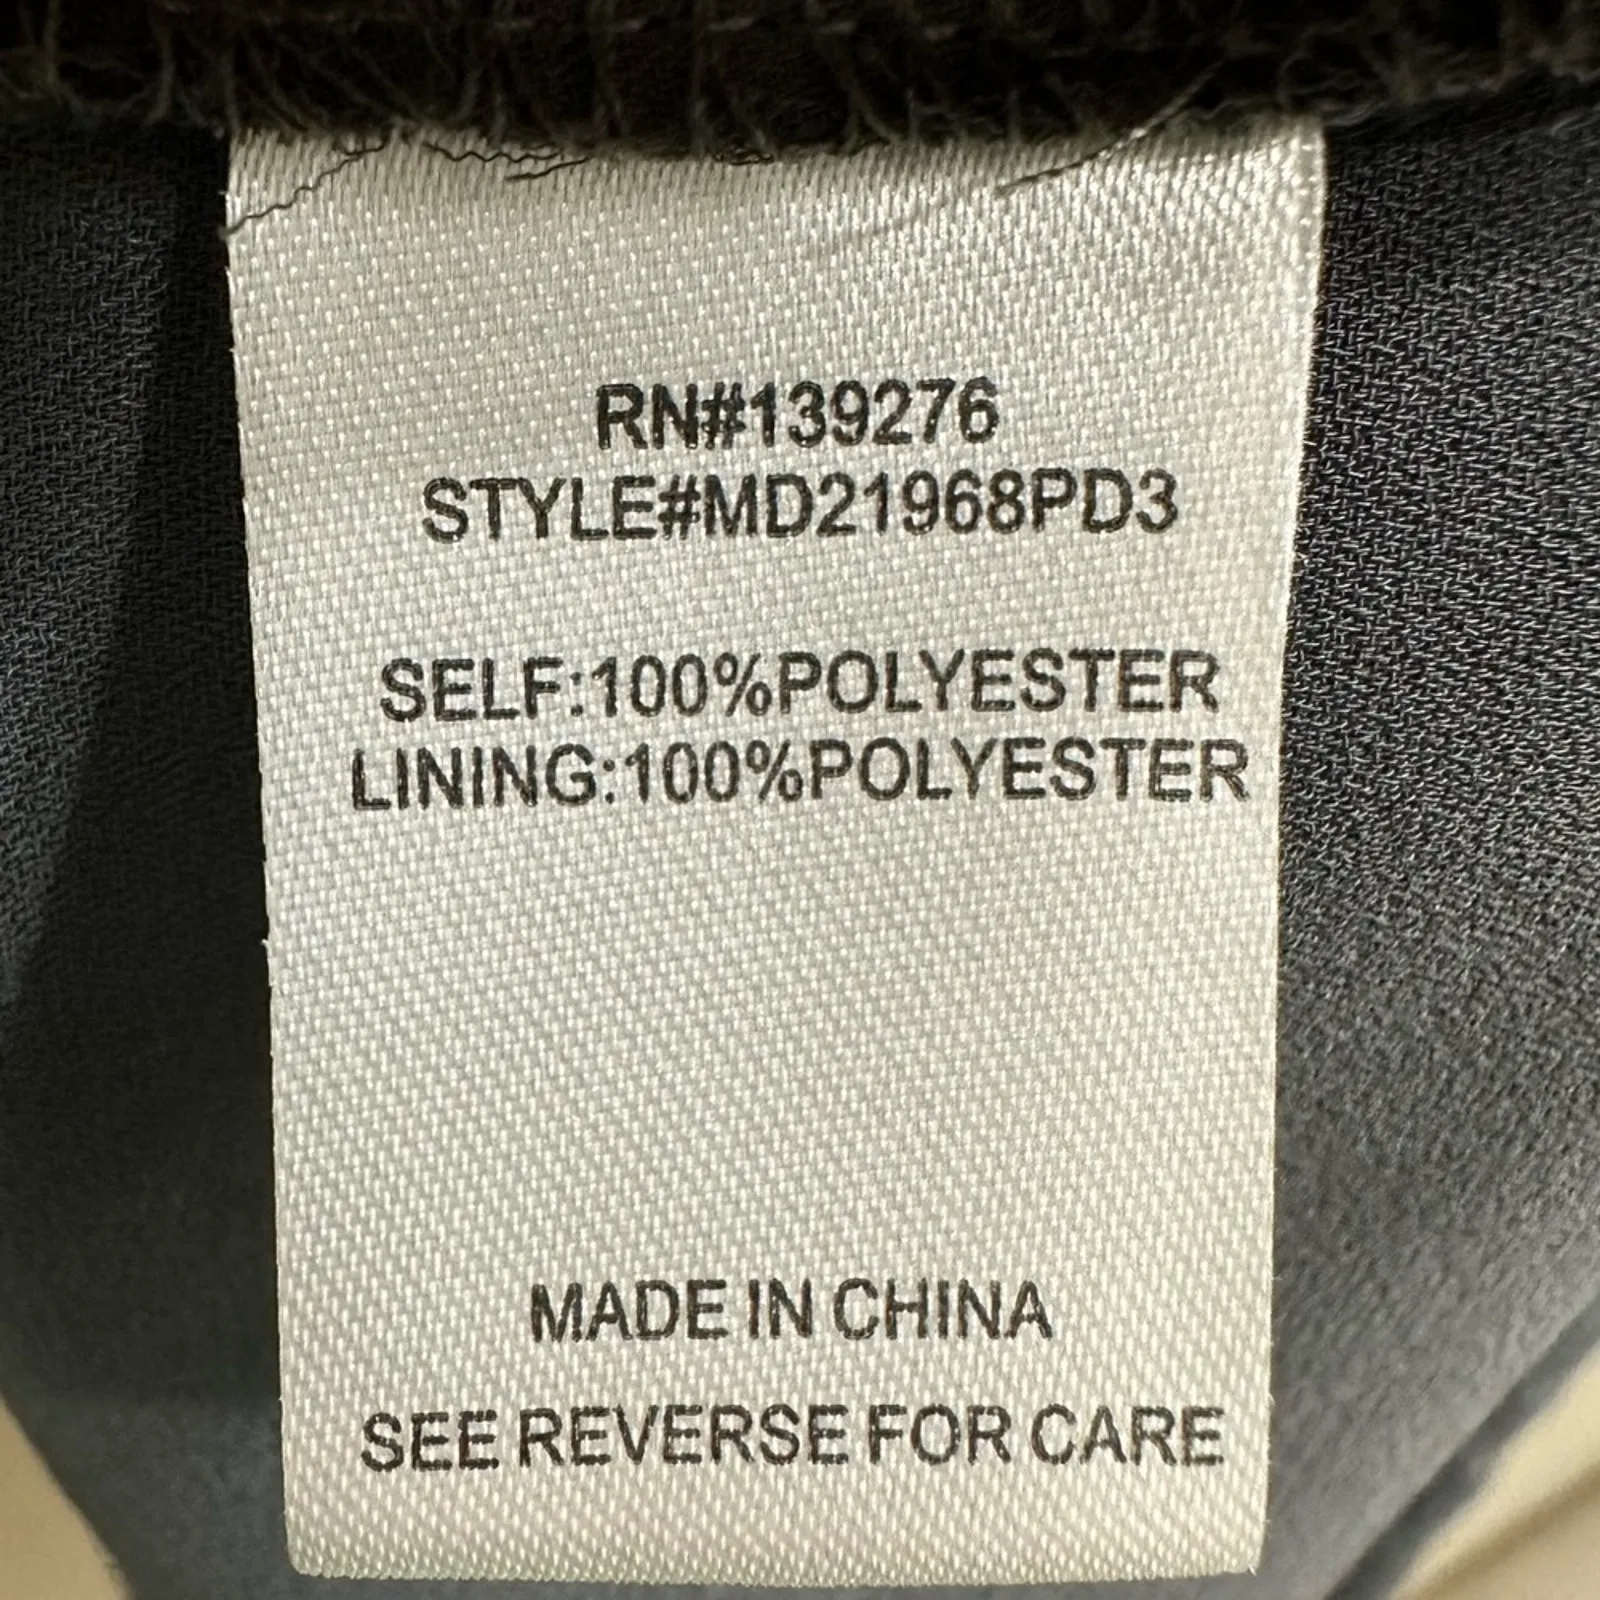 RN#139276
STYLE#MD21968PD3
SELF:100%POLYESTER
LINING:100%POLYESTER
MADE IN CHINA
SEE REVERSE FOR CARE